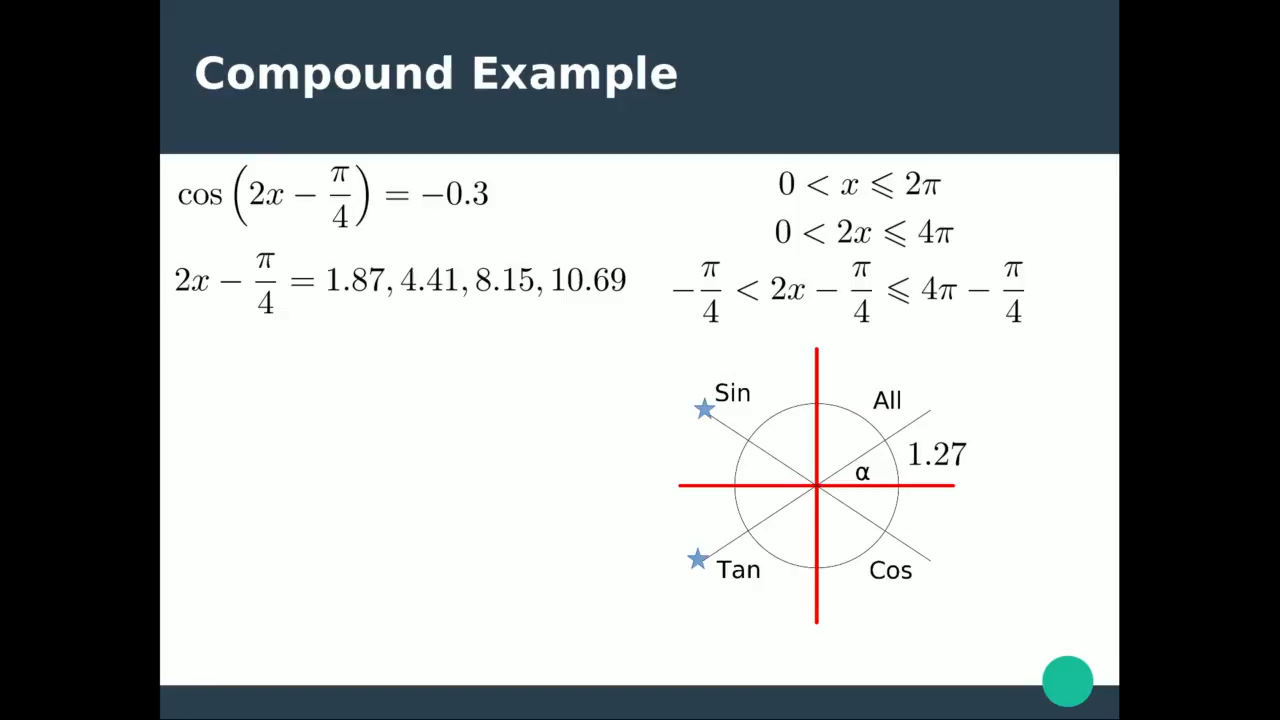 Compound Example
cos(2x − π/4) = −0.3
2x − π/4 = 1.87, 4.41, 8.15, 10.69
0 < x ⩽ 2π
0 < 2x ⩽ 4π
−π/4 < 2x − π/4 ⩽ 4π − π/4
Sin
All
1.27
α
Tan
Cos